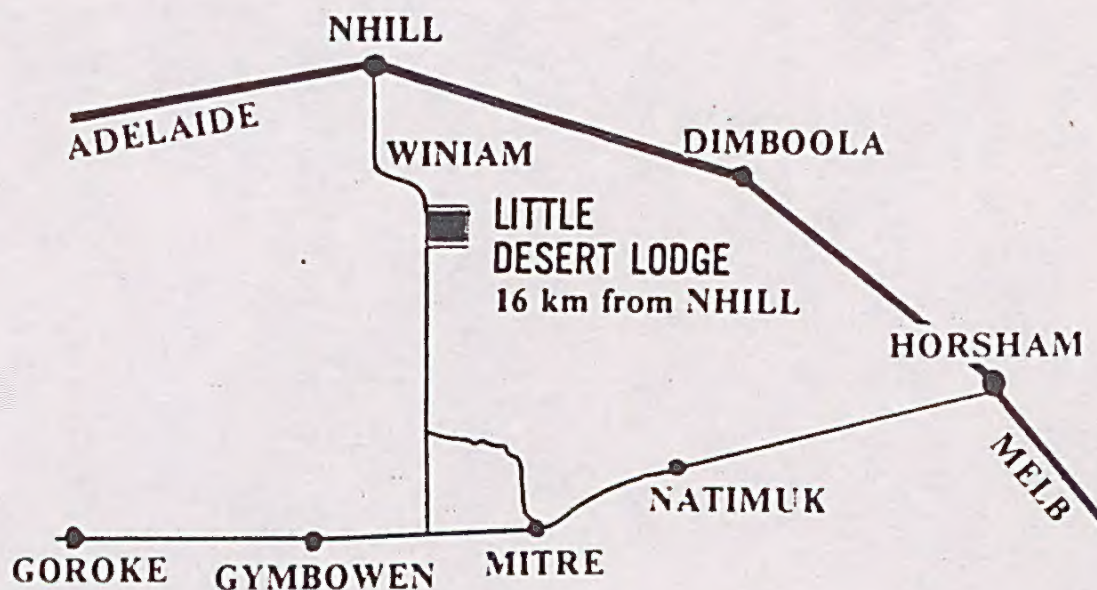 NHILL
ADELAIDE
WINIAM
DIMBOOLA
LITTLE
DESERT LODGE
16 km from NHILL
HORSHAM
MELB
NATIMUK
MITRE
GYMBOWEN
GOROKE